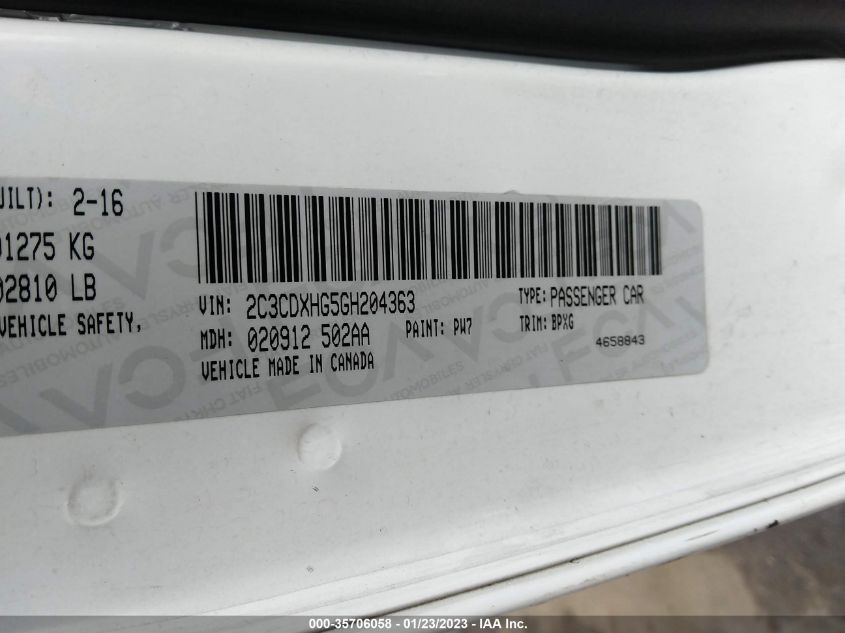 UILT): 2-16
1275 KG
2810 LB
VEHICLE SAFETY,
VIN: 2C3CDXHG5GH204363
TYPE: PASSENGER CAR
MDH: 020912 502AA
PAINT: PW7
TRIM: BPXG
VEHICLE MADE IN CANADA
4658843
000-35706058 - 01/23/2023 - IAA Inc.